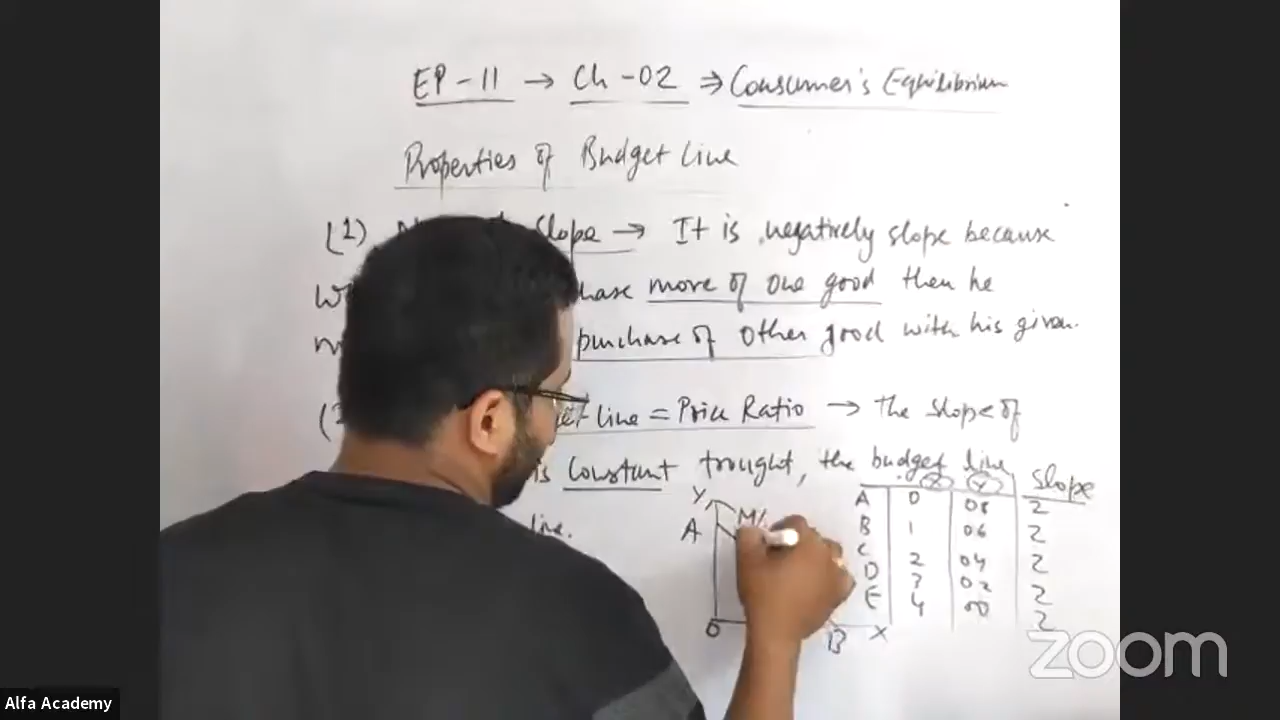 EP-11 → Ch-02 ⇒ Consumer's Equilibrium
Properties of Budget line
(1) slope → It is negatively slope because
more of one good then he
purchase of other good with his given.
line = Price Ratio → The slope of
is constant trought, the budget line
line.
Y
A
O
B
X
X Y Slope
A 0 08 2
B 1 06 2
C 2 04 2
D 3 02 2
E 4 00 2
zoom
Alfa Academy